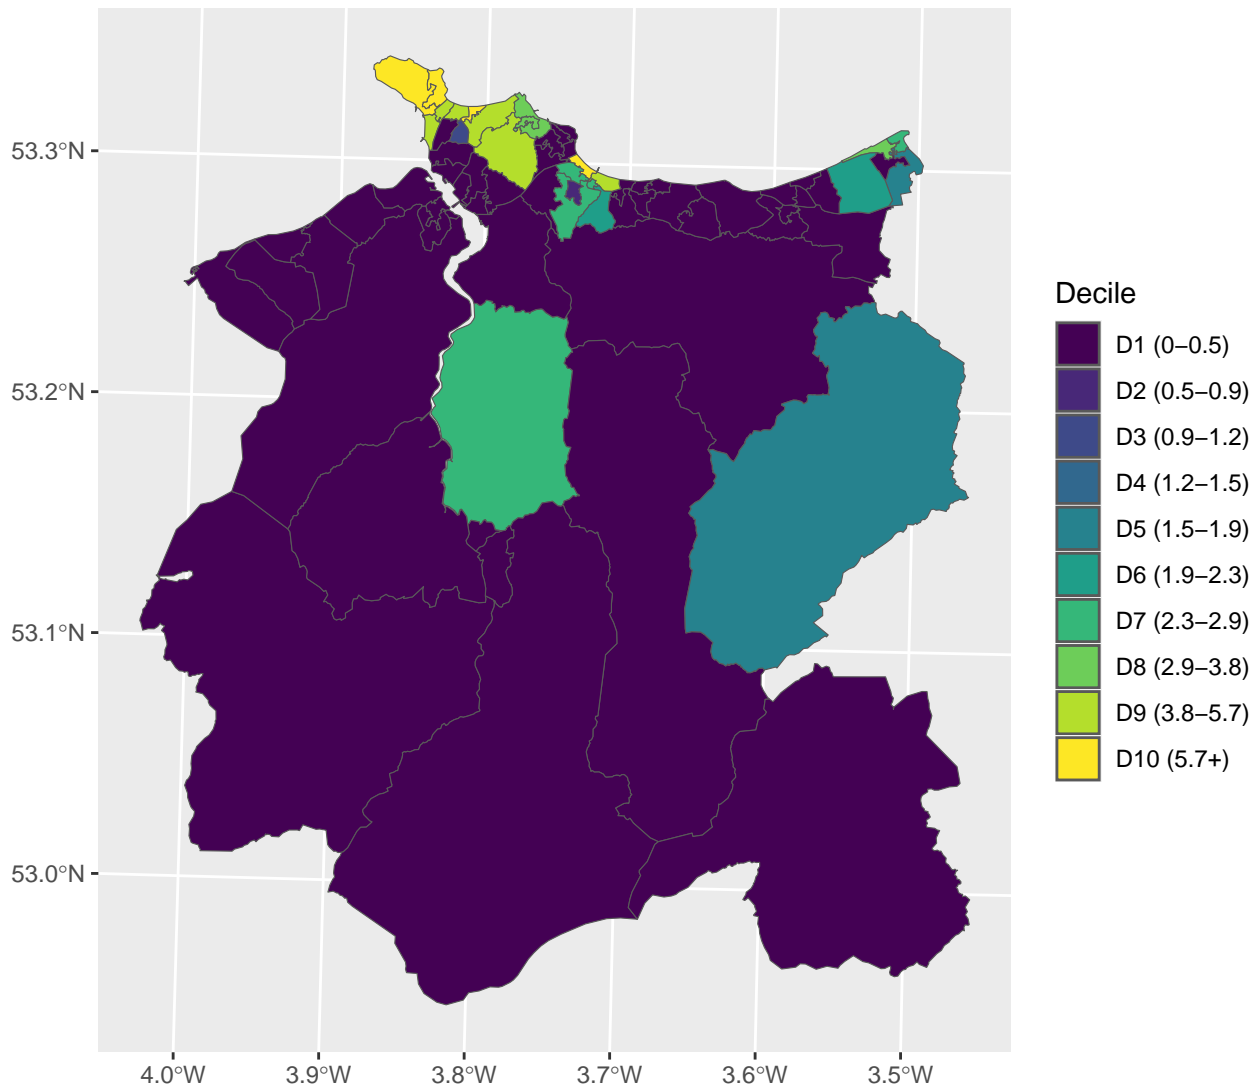 53.3°N
53.2°N
53.1°N
53.0°N
4.0°W
3.9°W
3.8°W
3.7°W
3.6°W
3.5°W
Decile
D1 (0−0.5)
D2 (0.5−0.9)
D3 (0.9−1.2)
D4 (1.2−1.5)
D5 (1.5−1.9)
D6 (1.9−2.3)
D7 (2.3−2.9)
D8 (2.9−3.8)
D9 (3.8−5.7)
D10 (5.7+)